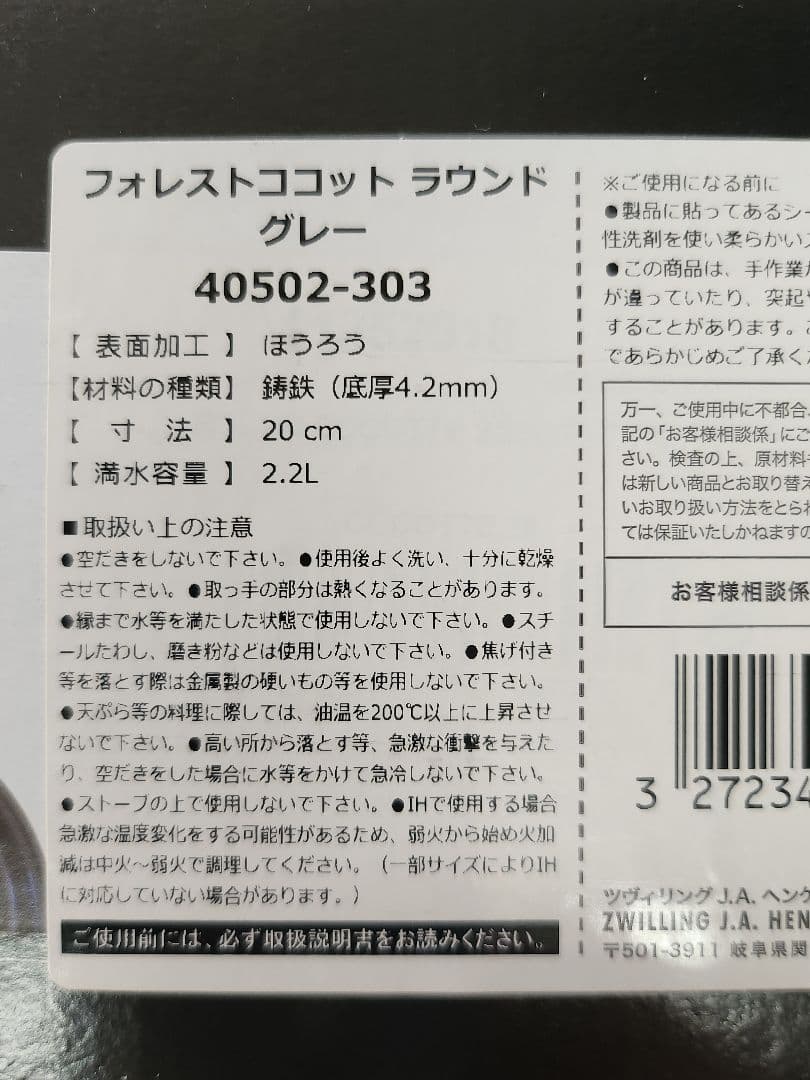 フォレストココット ラウンド
グレー
40502-303
【 表面加工 】 ほうろう
【材料の種類】 鋳鉄（底厚4.2mm）
【 寸 法 】 20 cm
【 満水容量 】 2.2L
■取扱い上の注意
●空だきをしないで下さい。●使用後よく洗い、十分に乾燥
させて下さい。●取っ手の部分は熱くなることがあります。
●縁まで水等を満たした状態で使用しないで下さい。●スチ
ールたわし、磨き粉などは使用しないで下さい。●焦げ付き
等を落とす際は金属製の硬いもの等を使用しないで下さい。
●天ぷら等の料理に際しては、油温を200℃以上に上昇させ
ないで下さい。●高い所から落とす等、急激な衝撃を与えた
り、空だきをした場合に水等をかけて急冷しないで下さい。
●ストーブの上で使用しないで下さい。●IHで使用する場合
急激な温度変化をする可能性があるため、弱火から始め火加
減は中火～弱火で調理してください。（一部サイズによりIH
に対応していない場合があります。）
ご使用前には、必ず取扱説明書をお読みください。
※ご使用になる前に
●製品に貼ってあるシー
性洗剤を使い柔らかい
●この商品は、手作業
が違っていたり、突起
することがあります。
であらかじめご了承く
万一、ご使用中に不都合
記の「お客様相談係」にご
さい。検査の上、原材料
は新しい商品とお取り替え
いお取り扱い方法をとられ
ては保証いたしかねますの
お客様相談係
3 27234
ツヴィリング J.A. ヘンケ
ZWILLING J.A. HEN
〒501-3911 岐阜県関